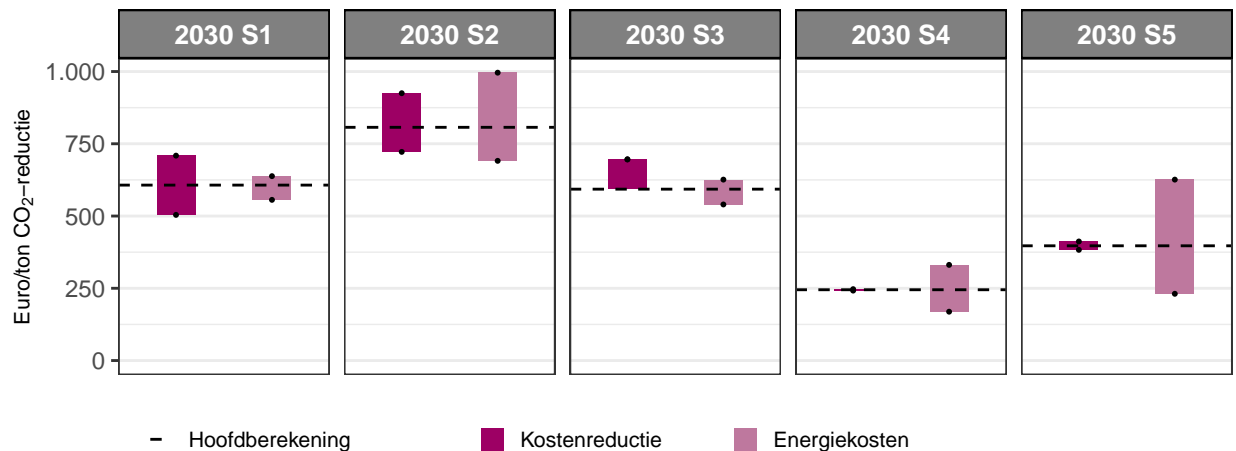 2030 S1 2030 S2 2030 S3 2030 S4 2030 S5
Euro/ton CO₂−reductie
1.000
750
500
250
0
Hoofdberekening Kostenreductie Energiekosten